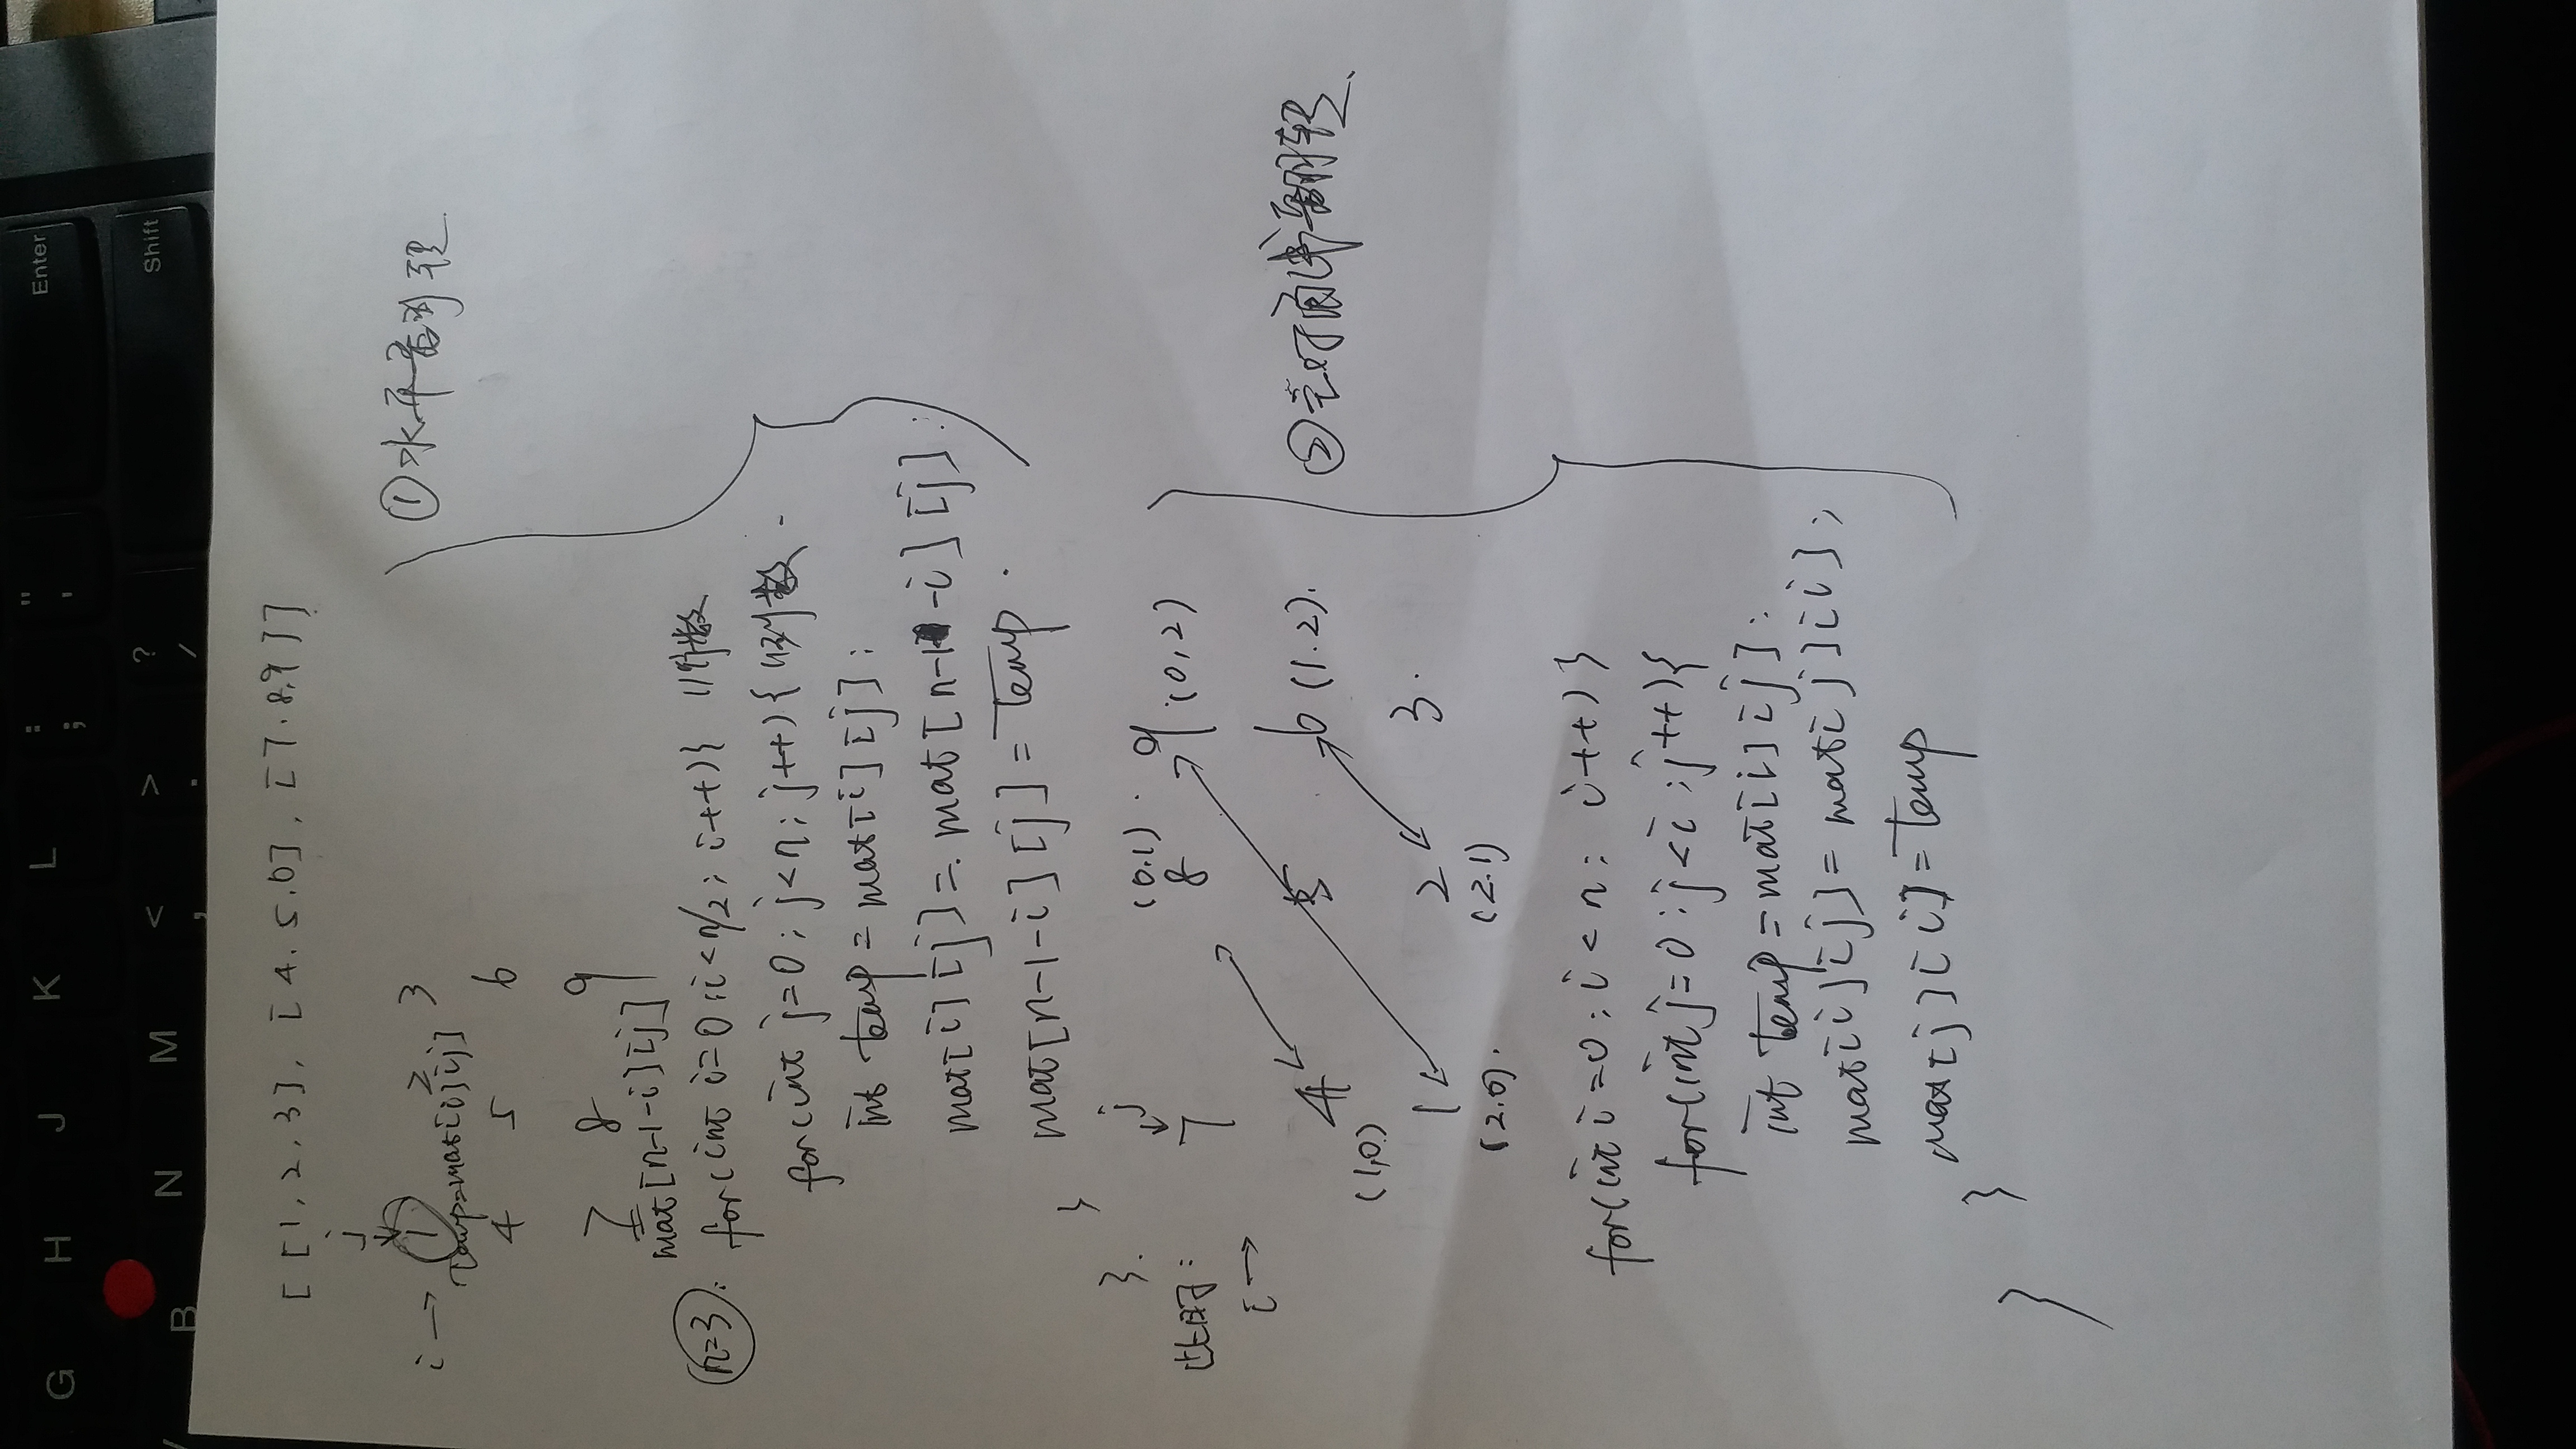 G H J K L : ; " ' Enter
B N M < , > . ? / Shift
[ [1, 2, 3], [4. 5. 0], [7. 8,9 ] ]
j
i → 1 2 3
temp=mat[i][j]
4 5 6
7 8 9
mat[n-1-i][j]
① 水平翻转
n=3: for(int i=0;i<n/2; i++){ //行数
for(int j=0; j<n; j++){ //列数
int temp = mat[i][j];
mat[i][j]=. mat[n-1-i][j];
mat[n-1-i][j] = temp .
}
}.
j
(0.1) .
此时: 7 8 9 (0,2)
i →
4 5 6 (1.2).
(1,0)
1 2 3.
(2.0). (2.1)
② 主对角线翻转.
for(int i=0; i<n; i++) }
for(int j=0; j<i; j++){
int temp=mat[i][j];
mat[i][j]= mat[j][i];
mat[j][i]=temp
}
}